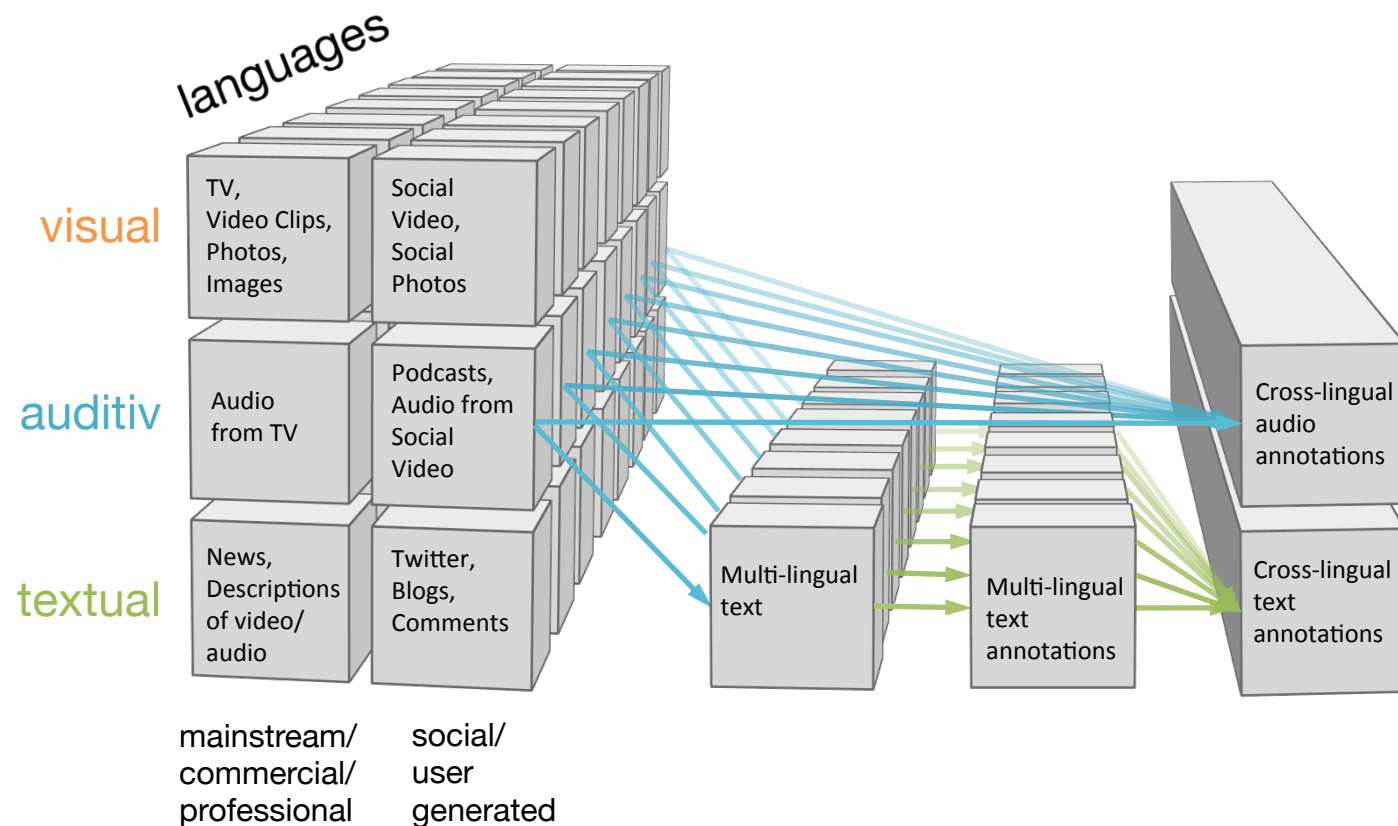 languages
visual
TV,
Video Clips,
Photos,
Images
Social
Video,
Social
Photos
auditiv
Audio
from TV
Podcasts,
Audio from
Social
Video
Cross-lingual
audio
annotations
textual
News,
Descriptions
of video/
audio
Twitter,
Blogs,
Comments
Multi-lingual
text
Multi-lingual
text
annotations
Cross-lingual
text
annotations
mainstream/
commercial/
professional
social/
user
generated